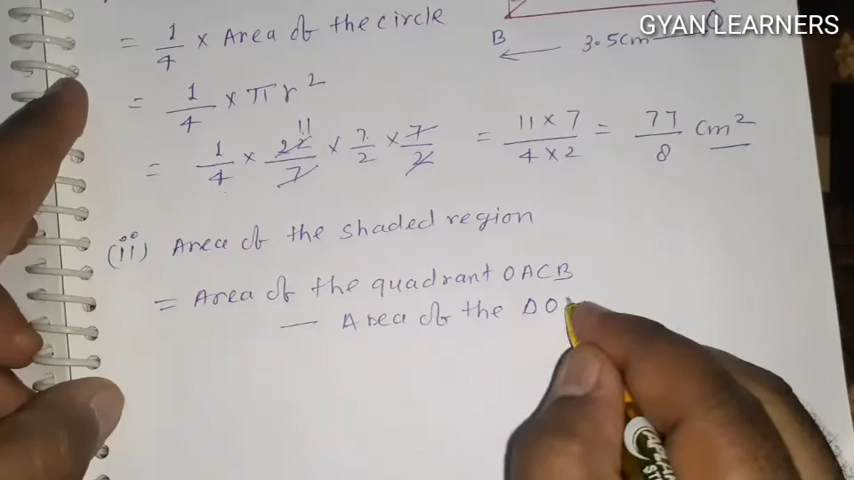 GYAN LEARNERS
= 1/4 × Area of the circle
B ← 3.5cm
= 1/4 × πr²
= 1/4 × 22/7 × 7/2 × 7/2 = 11 × 7 / 4 × 2 = 77/8 cm²
11
(ii) Area of the shaded region
= Area of the quadrant OACB
— Area of the ΔO